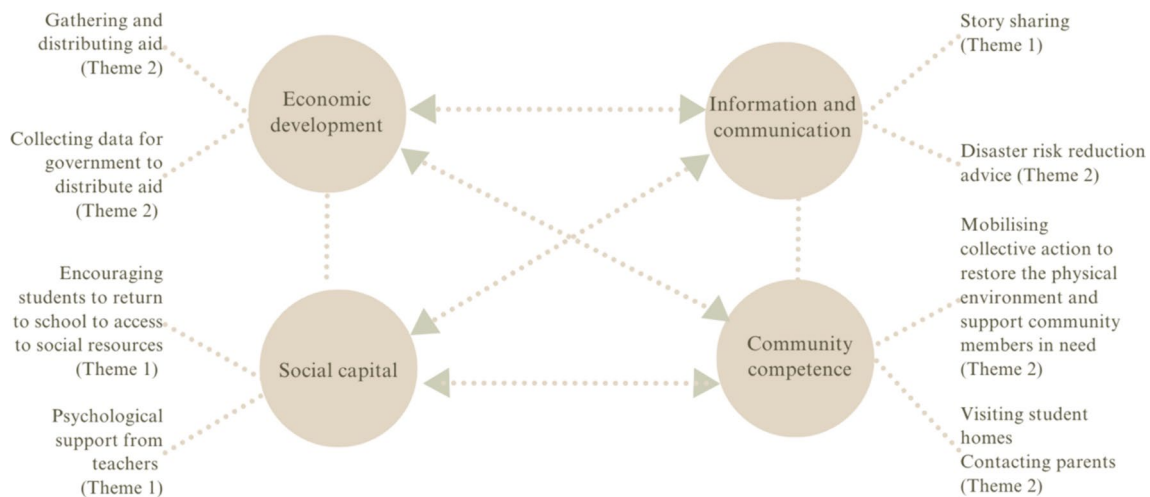 Gathering and
distributing aid
(Theme 2)
Collecting data for
government to
distribute aid
(Theme 2)
Economic
development
Information and
communication
Story sharing
(Theme 1)
Disaster risk reduction
advice (Theme 2)
Encouraging
students to return
to school to access
to social resources
(Theme 1)
Psychological
support from
teachers
(Theme 1)
Social capital
Community
competence
Mobilising
collective action to
restore the physical
environment and
support community
members in need
(Theme 2)
Visiting student
homes
Contacting parents
(Theme 2)